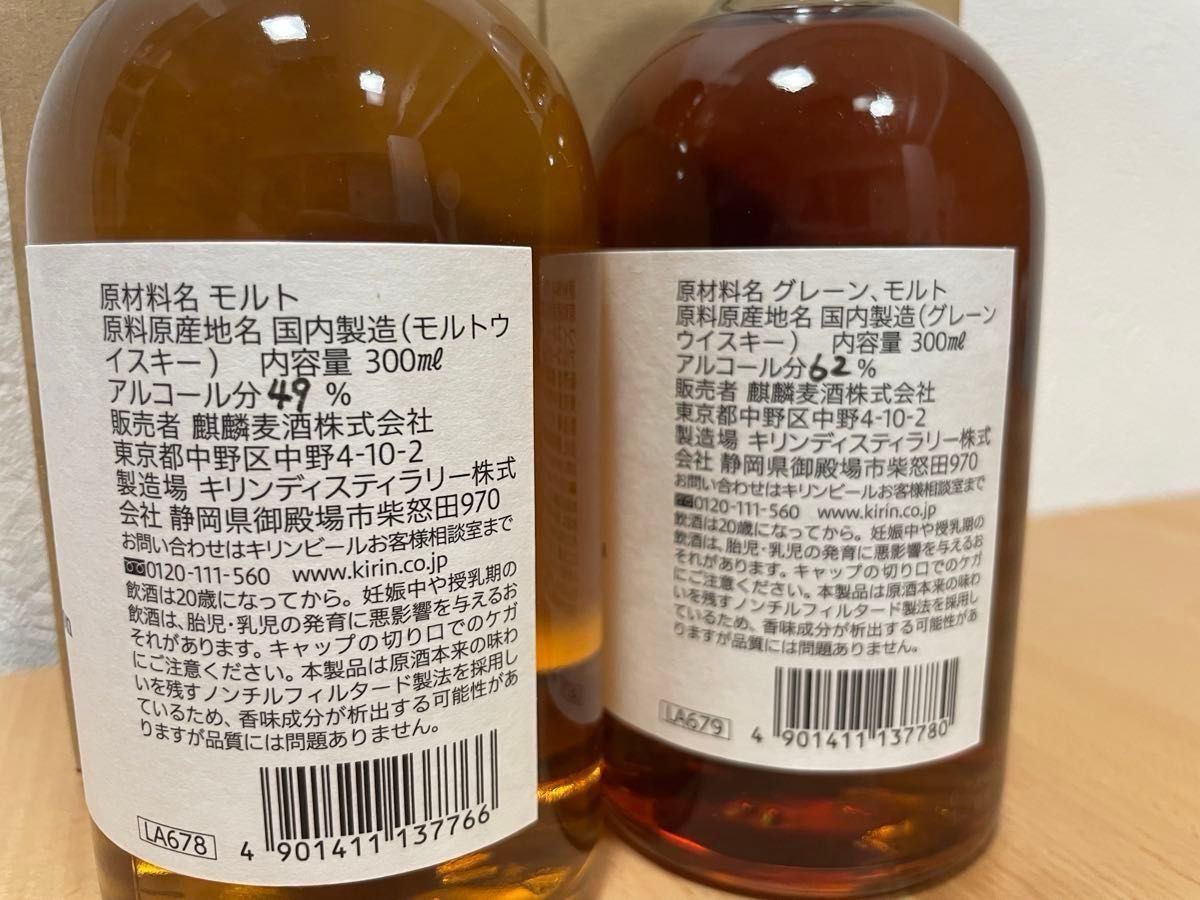 原材料名 モルト
原料原産地名 国内製造(モルトウ
イスキー) 内容量 300㎖
アルコール分49%
販売者 麒麟麦酒株式会社
東京都中野区中野4-10-2
製造場 キリンディスティラリー株式
会社 静岡県御殿場市柴怒田970
お問い合わせはキリンビールお客様相談室まで
0120-111-560 www.kirin.co.jp
飲酒は20歳になってから。妊娠中や授乳期の
飲酒は、胎児・乳児の発育に悪影響を与えるお
それがあります。キャップの切り口でのケガ
にご注意ください。本製品は原酒本来の味わ
いを残すノンチルフィルタード製法を採用し
ているため、香味成分が析出する可能性があ
りますが品質には問題ありません。
LA678
4 901411 137766
原材料名 グレーン、モルト
原料原産地名 国内製造(グレーン
ウイスキー) 内容量 300㎖
アルコール分62%
販売者 麒麟麦酒株式会社
東京都中野区中野4-10-2
製造場 キリンディスティラリー株式
会社 静岡県御殿場市柴怒田970
お問い合わせはキリンビールお客様相談室まで
0120-111-560 www.kirin.co.jp
飲酒は20歳になってから。妊娠中や授乳期の
飲酒は、胎児・乳児の発育に悪影響を与えるお
それがあります。キャップの切り口でのケガ
にご注意ください。本製品は原酒本来の味わ
いを残すノンチルフィルタード製法を採用し
ているため、香味成分が析出する可能性があ
りますが品質には問題ありません。
LA679
4 901411 137780